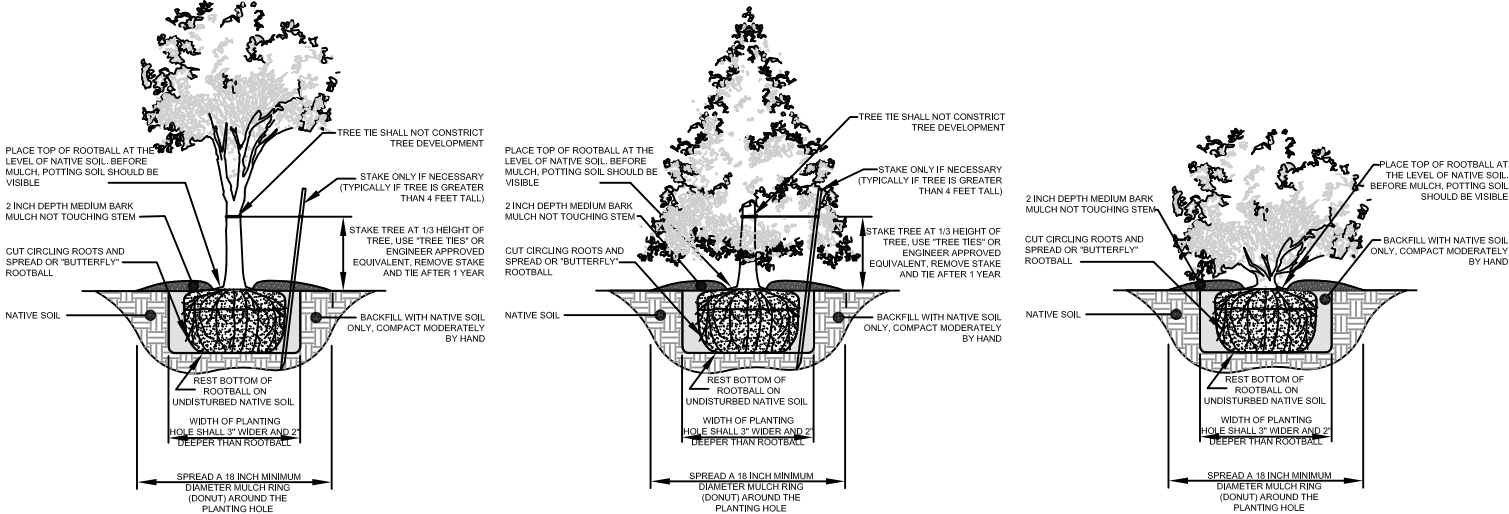 TREE TIE SHALL NOT CONSTRICT
TREE DEVELOPMENT
PLACE TOP OF ROOTBALL AT THE
LEVEL OF NATIVE SOIL. BEFORE
MULCH, POTTING SOIL SHOULD BE
VISIBLE
STAKE ONLY IF NECESSARY
(TYPICALLY IF TREE IS GREATER
THAN 4 FEET TALL)
2 INCH DEPTH MEDIUM BARK
MULCH NOT TOUCHING STEM
STAKE TREE AT 1/3 HEIGHT OF
TREE, USE "TREE TIES" OR
ENGINEER APPROVED
EQUIVALENT, REMOVE STAKE
AND TIE AFTER 1 YEAR
CUT CIRCLING ROOTS AND
SPREAD OR "BUTTERFLY"
ROOTBALL
NATIVE SOIL
BACKFILL WITH NATIVE SOIL
ONLY, COMPACT MODERATELY
BY HAND
REST BOTTOM OF
ROOTBALL ON
UNDISTURBED NATIVE SOIL
WIDTH OF PLANTING
HOLE SHALL 3" WIDER AND 2"
DEEPER THAN ROOTBALL
SPREAD A 18 INCH MINIMUM
DIAMETER MULCH RING
(DONUT) AROUND THE
PLANTING HOLE
TREE TIE SHALL NOT CONSTRICT
TREE DEVELOPMENT
PLACE TOP OF ROOTBALL AT THE
LEVEL OF NATIVE SOIL. BEFORE
MULCH, POTTING SOIL SHOULD BE
VISIBLE
STAKE ONLY IF NECESSARY
(TYPICALLY IF TREE IS GREATER
THAN 4 FEET TALL)
2 INCH DEPTH MEDIUM BARK
MULCH NOT TOUCHING STEM
STAKE TREE AT 1/3 HEIGHT OF
TREE, USE "TREE TIES" OR
ENGINEER APPROVED
EQUIVALENT, REMOVE STAKE
AND TIE AFTER 1 YEAR
CUT CIRCLING ROOTS AND
SPREAD OR "BUTTERFLY"
ROOTBALL
NATIVE SOIL
BACKFILL WITH NATIVE SOIL
ONLY, COMPACT MODERATELY
BY HAND
REST BOTTOM OF
ROOTBALL ON
UNDISTURBED NATIVE SOIL
WIDTH OF PLANTING
HOLE SHALL 3" WIDER AND 2"
DEEPER THAN ROOTBALL
SPREAD A 18 INCH MINIMUM
DIAMETER MULCH RING
(DONUT) AROUND THE
PLANTING HOLE
PLACE TOP OF ROOTBALL AT
THE LEVEL OF NATIVE SOIL.
BEFORE MULCH, POTTING SOIL
SHOULD BE VISIBLE
2 INCH DEPTH MEDIUM BARK
MULCH NOT TOUCHING STEM
CUT CIRCLING ROOTS AND
SPREAD OR "BUTTERFLY"
ROOTBALL
BACKFILL WITH NATIVE SOIL
ONLY, COMPACT MODERATELY
BY HAND
NATIVE SOIL
REST BOTTOM OF
ROOTBALL ON
UNDISTURBED NATIVE SOIL
WIDTH OF PLANTING
HOLE SHALL 3" WIDER AND 2"
DEEPER THAN ROOTBALL
SPREAD A 18 INCH MINIMUM
DIAMETER MULCH RING
(DONUT) AROUND THE
PLANTING HOLE